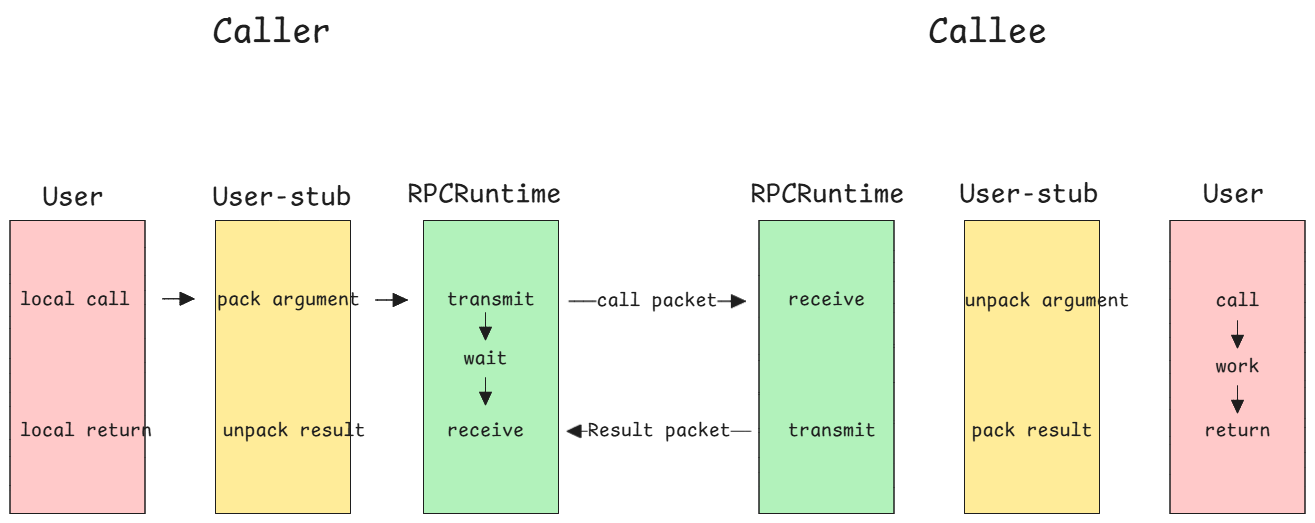 Caller
Callee
User
User-stub
RPCRuntime
RPCRuntime
User-stub
User
local call
pack argument
transmit
call packet
receive
unpack argument
call
wait
work
local return
unpack result
receive
Result packet
transmit
pack result
return